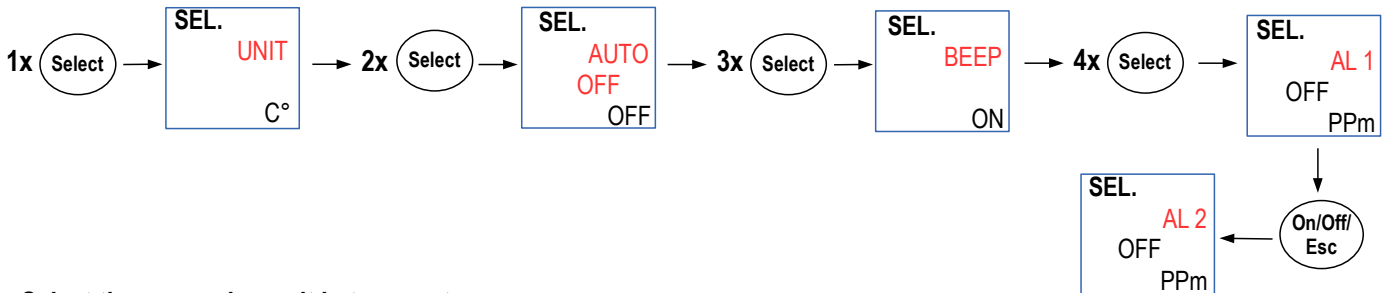 1x
Select
SEL.
UNIT
C°
2x
Select
SEL.
AUTO
OFF
OFF
3x
Select
SEL.
BEEP
ON
4x
Select
SEL.
AL 1
OFF
PPm
On/Off/
Esc
SEL.
AL 2
OFF
PPm